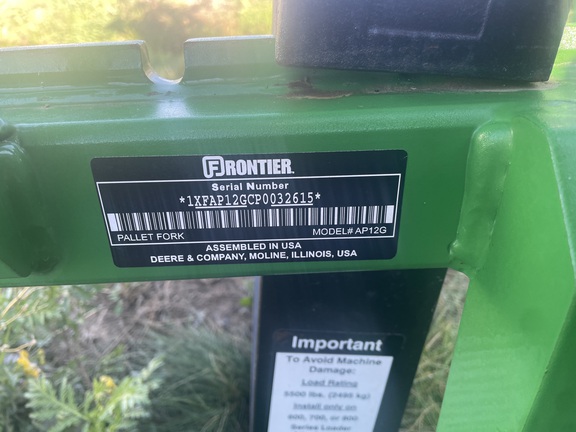 FRONTIER
Serial Number
*1XFAP12GCP0032615*
PALLET FORK MODEL# AP12G
ASSEMBLED IN USA
DEERE & COMPANY, MOLINE, ILLINOIS, USA
Important
To Avoid Machine
Damage:
Load Rating
5500 lbs. (2495 kg)
Install only on
600, 700, or 800
Series Loader